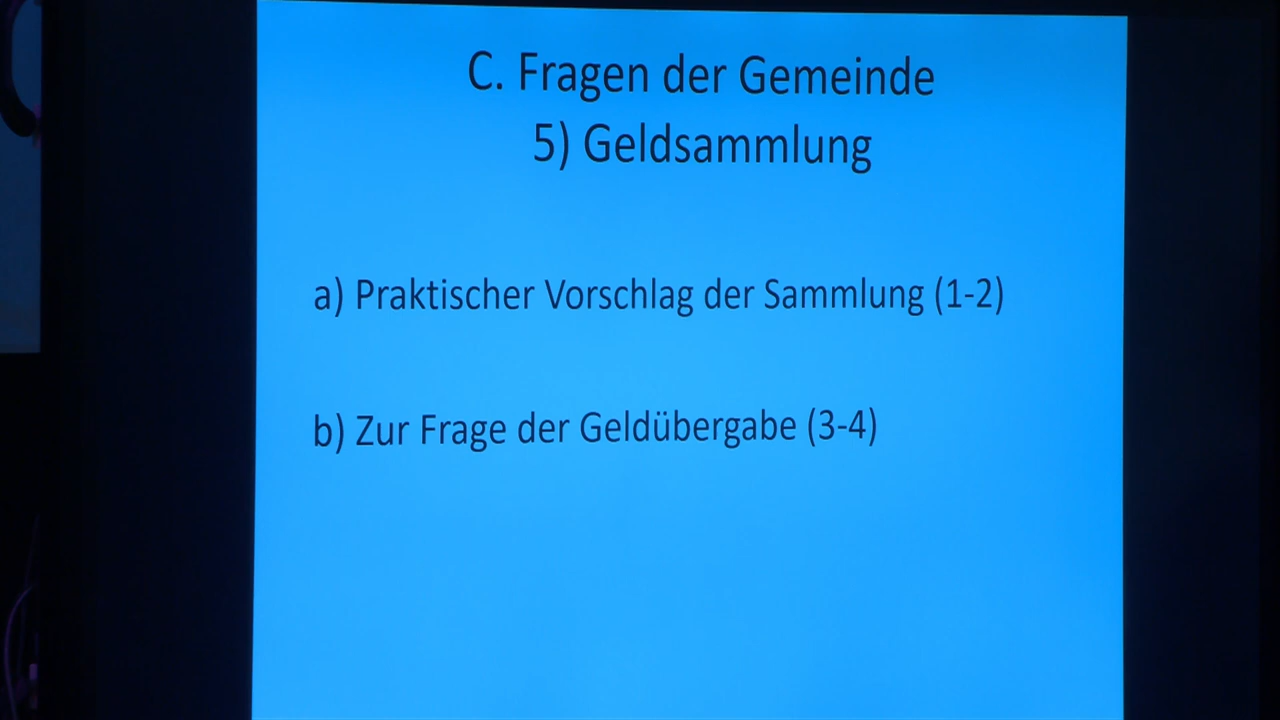 C. Fragen der Gemeinde
5) Geldsammlung
a) Praktischer Vorschlag der Sammlung (1-2)
b) Zur Frage der Geldübergabe (3-4)